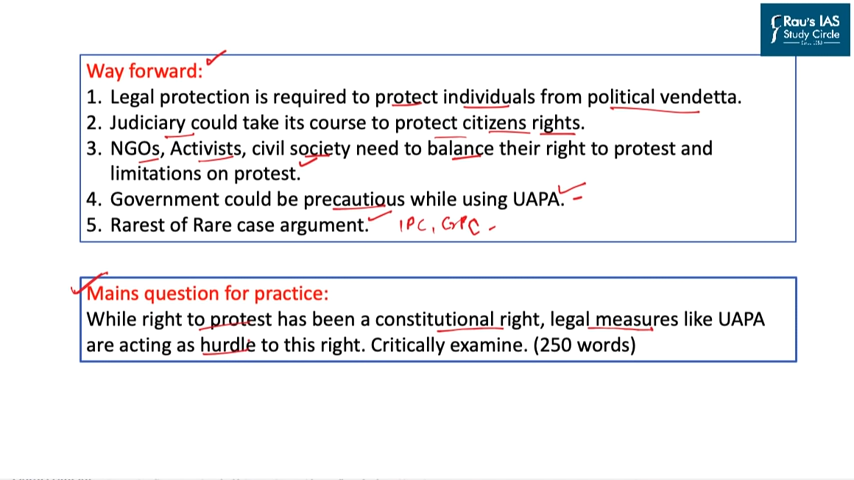 Rau's IAS
Study Circle
Way forward:
1. Legal protection is required to protect individuals from political vendetta.
2. Judiciary could take its course to protect citizens rights.
3. NGOs, Activists, civil society need to balance their right to protest and
limitations on protest.
4. Government could be precautious while using UAPA.
5. Rarest of Rare case argument. IPC, CrPC
Mains question for practice:
While right to protest has been a constitutional right, legal measures like UAPA
are acting as hurdle to this right. Critically examine. (250 words)